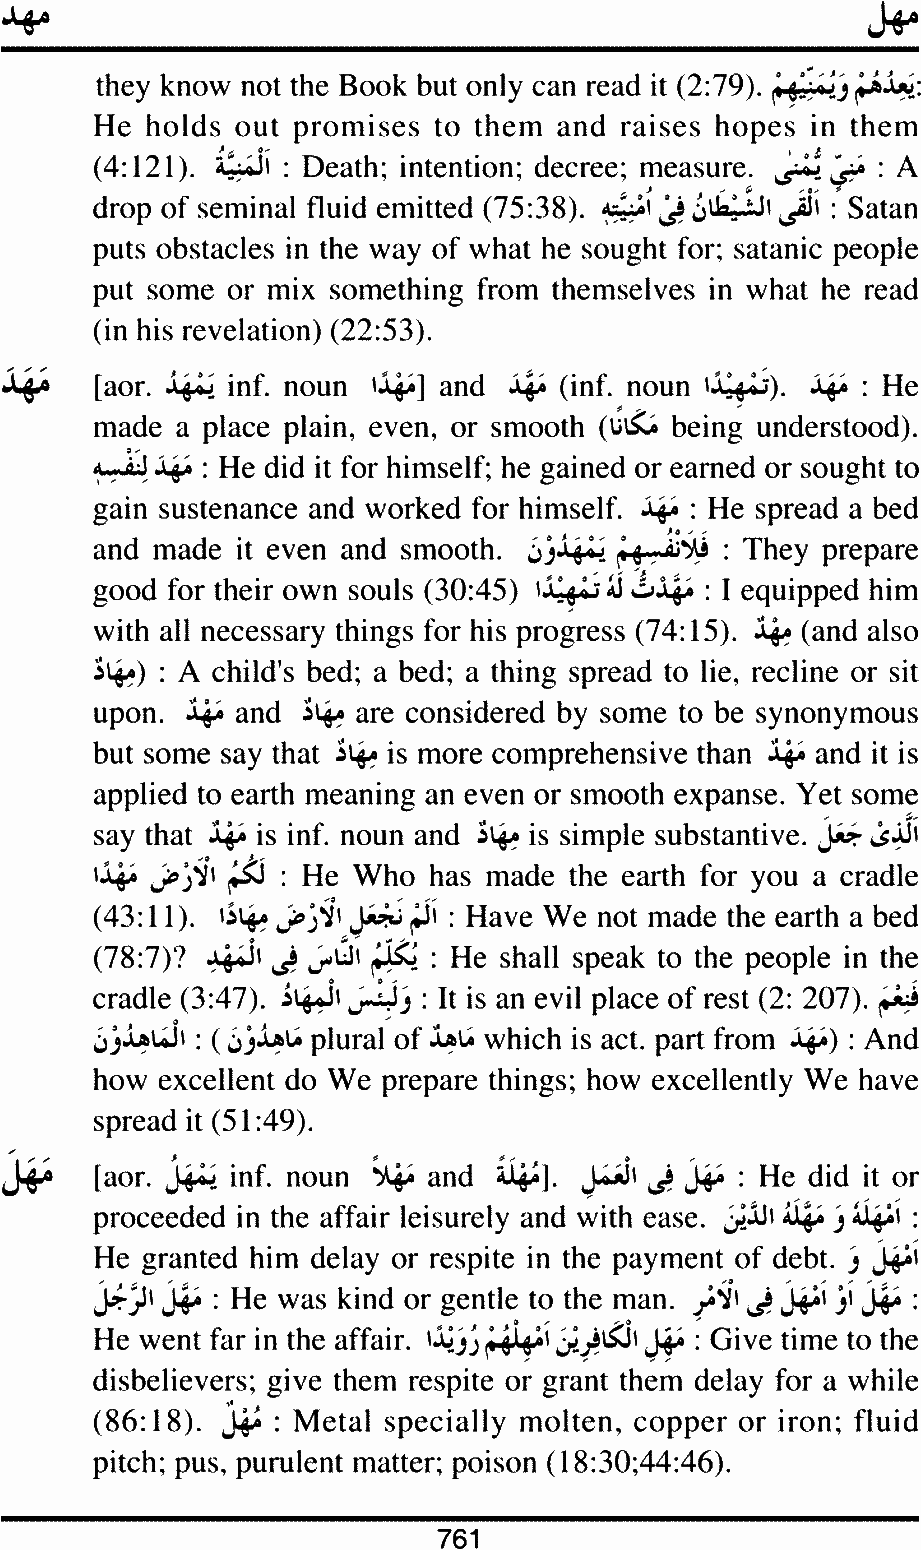 مهد مهل
they know not the Book but only can read it (2:79). يَعِدُهُمْ وَيُمَنِّيْهِمْ:
He holds out promises to them and raises hopes in them
(4:121). اَلْمَنِيَّةُ : Death; intention; decree; measure. مَنِيٍّ يُّمْنٰى : A
drop of seminal fluid emitted (75:38). اَلْقَى الشَّيْطَانُ فِىْ اُمْنِيَّتِهٖ : Satan
puts obstacles in the way of what he sought for; satanic people
put some or mix something from themselves in what he read
(in his revelation) (22:53).
مَهَدَ [aor. يَمْهَدُ inf. noun مَهْدًا] and مَهَّدَ (inf. noun تَمْهِيْدًا). مَهَدَ : He
made a place plain, even, or smooth (مَكَانًا being understood).
مَهَدَ لِنَفْسِهِ : He did it for himself; he gained or earned or sought to
gain sustenance and worked for himself. مَهَدَ : He spread a bed
and made it even and smooth. فَلِاَنْفُسِهِمْ يَمْهَدُوْنَ : They prepare
good for their own souls (30:45) مَهَّدْتُّ لَهٗ تَمْهِيْدًا : I equipped him
with all necessary things for his progress (74:15). مِهْدٌ (and also
مِهَادٌ) : A child's bed; a bed; a thing spread to lie, recline or sit
upon. مَهْدٌ and مِهَادٌ are considered by some to be synonymous
but some say that مِهَادٌ is more comprehensive than مَهْدٌ and it is
applied to earth meaning an even or smooth expanse. Yet some
say that مَهْدٌ is inf. noun and مِهَادٌ is simple substantive. اَلَّذِىْ جَعَلَ
لَكُمُ الْاَرْضَ مَهْدًا : He Who has made the earth for you a cradle
(43:11). اَلَمْ نَجْعَلِ الْاَرْضَ مِهَادًا : Have We not made the earth a bed
(78:7)? يُكَلِّمُ النَّاسَ فِى الْمَهْدِ : He shall speak to the people in the
cradle (3:47). وَلَبِئْسَ الْمِهَادُ : It is an evil place of rest (2: 207). فَنِعْمَ
الْمَاهِدُوْنَ : ( مَاهِدُوْنَ plural of مَاهِدٌ which is act. part from مَهَدَ) : And
how excellent do We prepare things; how excellently We have
spread it (51:49).
مَهَلَ [aor. يَمْهَلُ inf. noun مَهْلاً and مُهْلَةً]. مَهَلَ فِى الْعَمَلِ : He did it or
proceeded in the affair leisurely and with ease. اَمْهَلَهُ وَ مَهَّلَهُ الدَّيْنَ :
He granted him delay or respite in the payment of debt. اَمْهَلَ وَ
مَهَّلَ الرَّجُلَ : He was kind or gentle to the man. مَهَّلَ اَوْ اَمْهَلَ فِى الْاَمْرِ :
He went far in the affair. مَهِّلِ الْكَافِرِيْنَ اَمْهِلْهُمْ رُوَيْدًا : Give time to the
disbelievers; give them respite or grant them delay for a while
(86:18). مُهْلٌ : Metal specially molten, copper or iron; fluid
pitch; pus, purulent matter; poison (18:30;44:46).
761